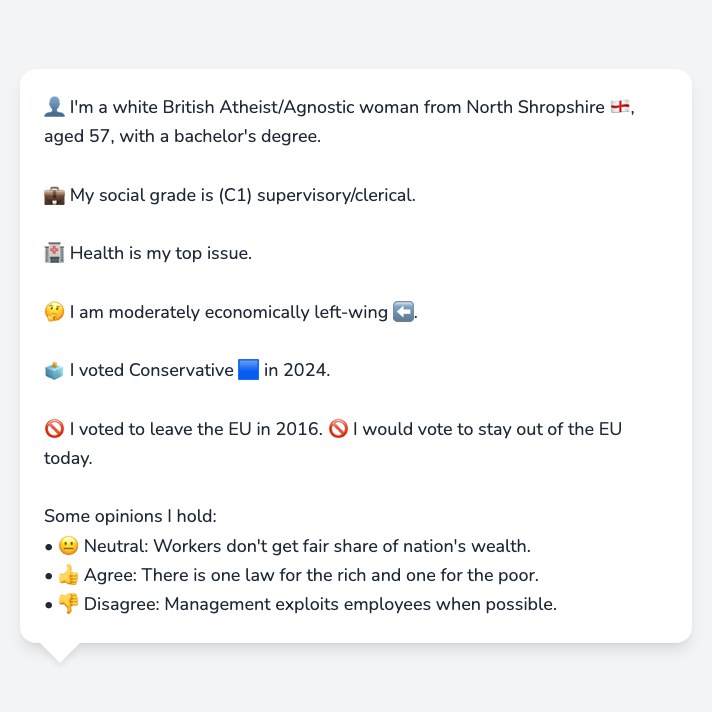 👤 I'm a white British Atheist/Agnostic woman from North Shropshire 🏴󠁧󠁢󠁥󠁮󠁧󠁿,
aged 57, with a bachelor's degree.
💼 My social grade is (C1) supervisory/clerical.
🏥 Health is my top issue.
🤔 I am moderately economically left-wing ⬅️.
🗳️ I voted Conservative 🟦 in 2024.
🚫 I voted to leave the EU in 2016. 🚫 I would vote to stay out of the EU
today.
Some opinions I hold:
• 😐 Neutral: Workers don't get fair share of nation's wealth.
• 👍 Agree: There is one law for the rich and one for the poor.
• 👎 Disagree: Management exploits employees when possible.